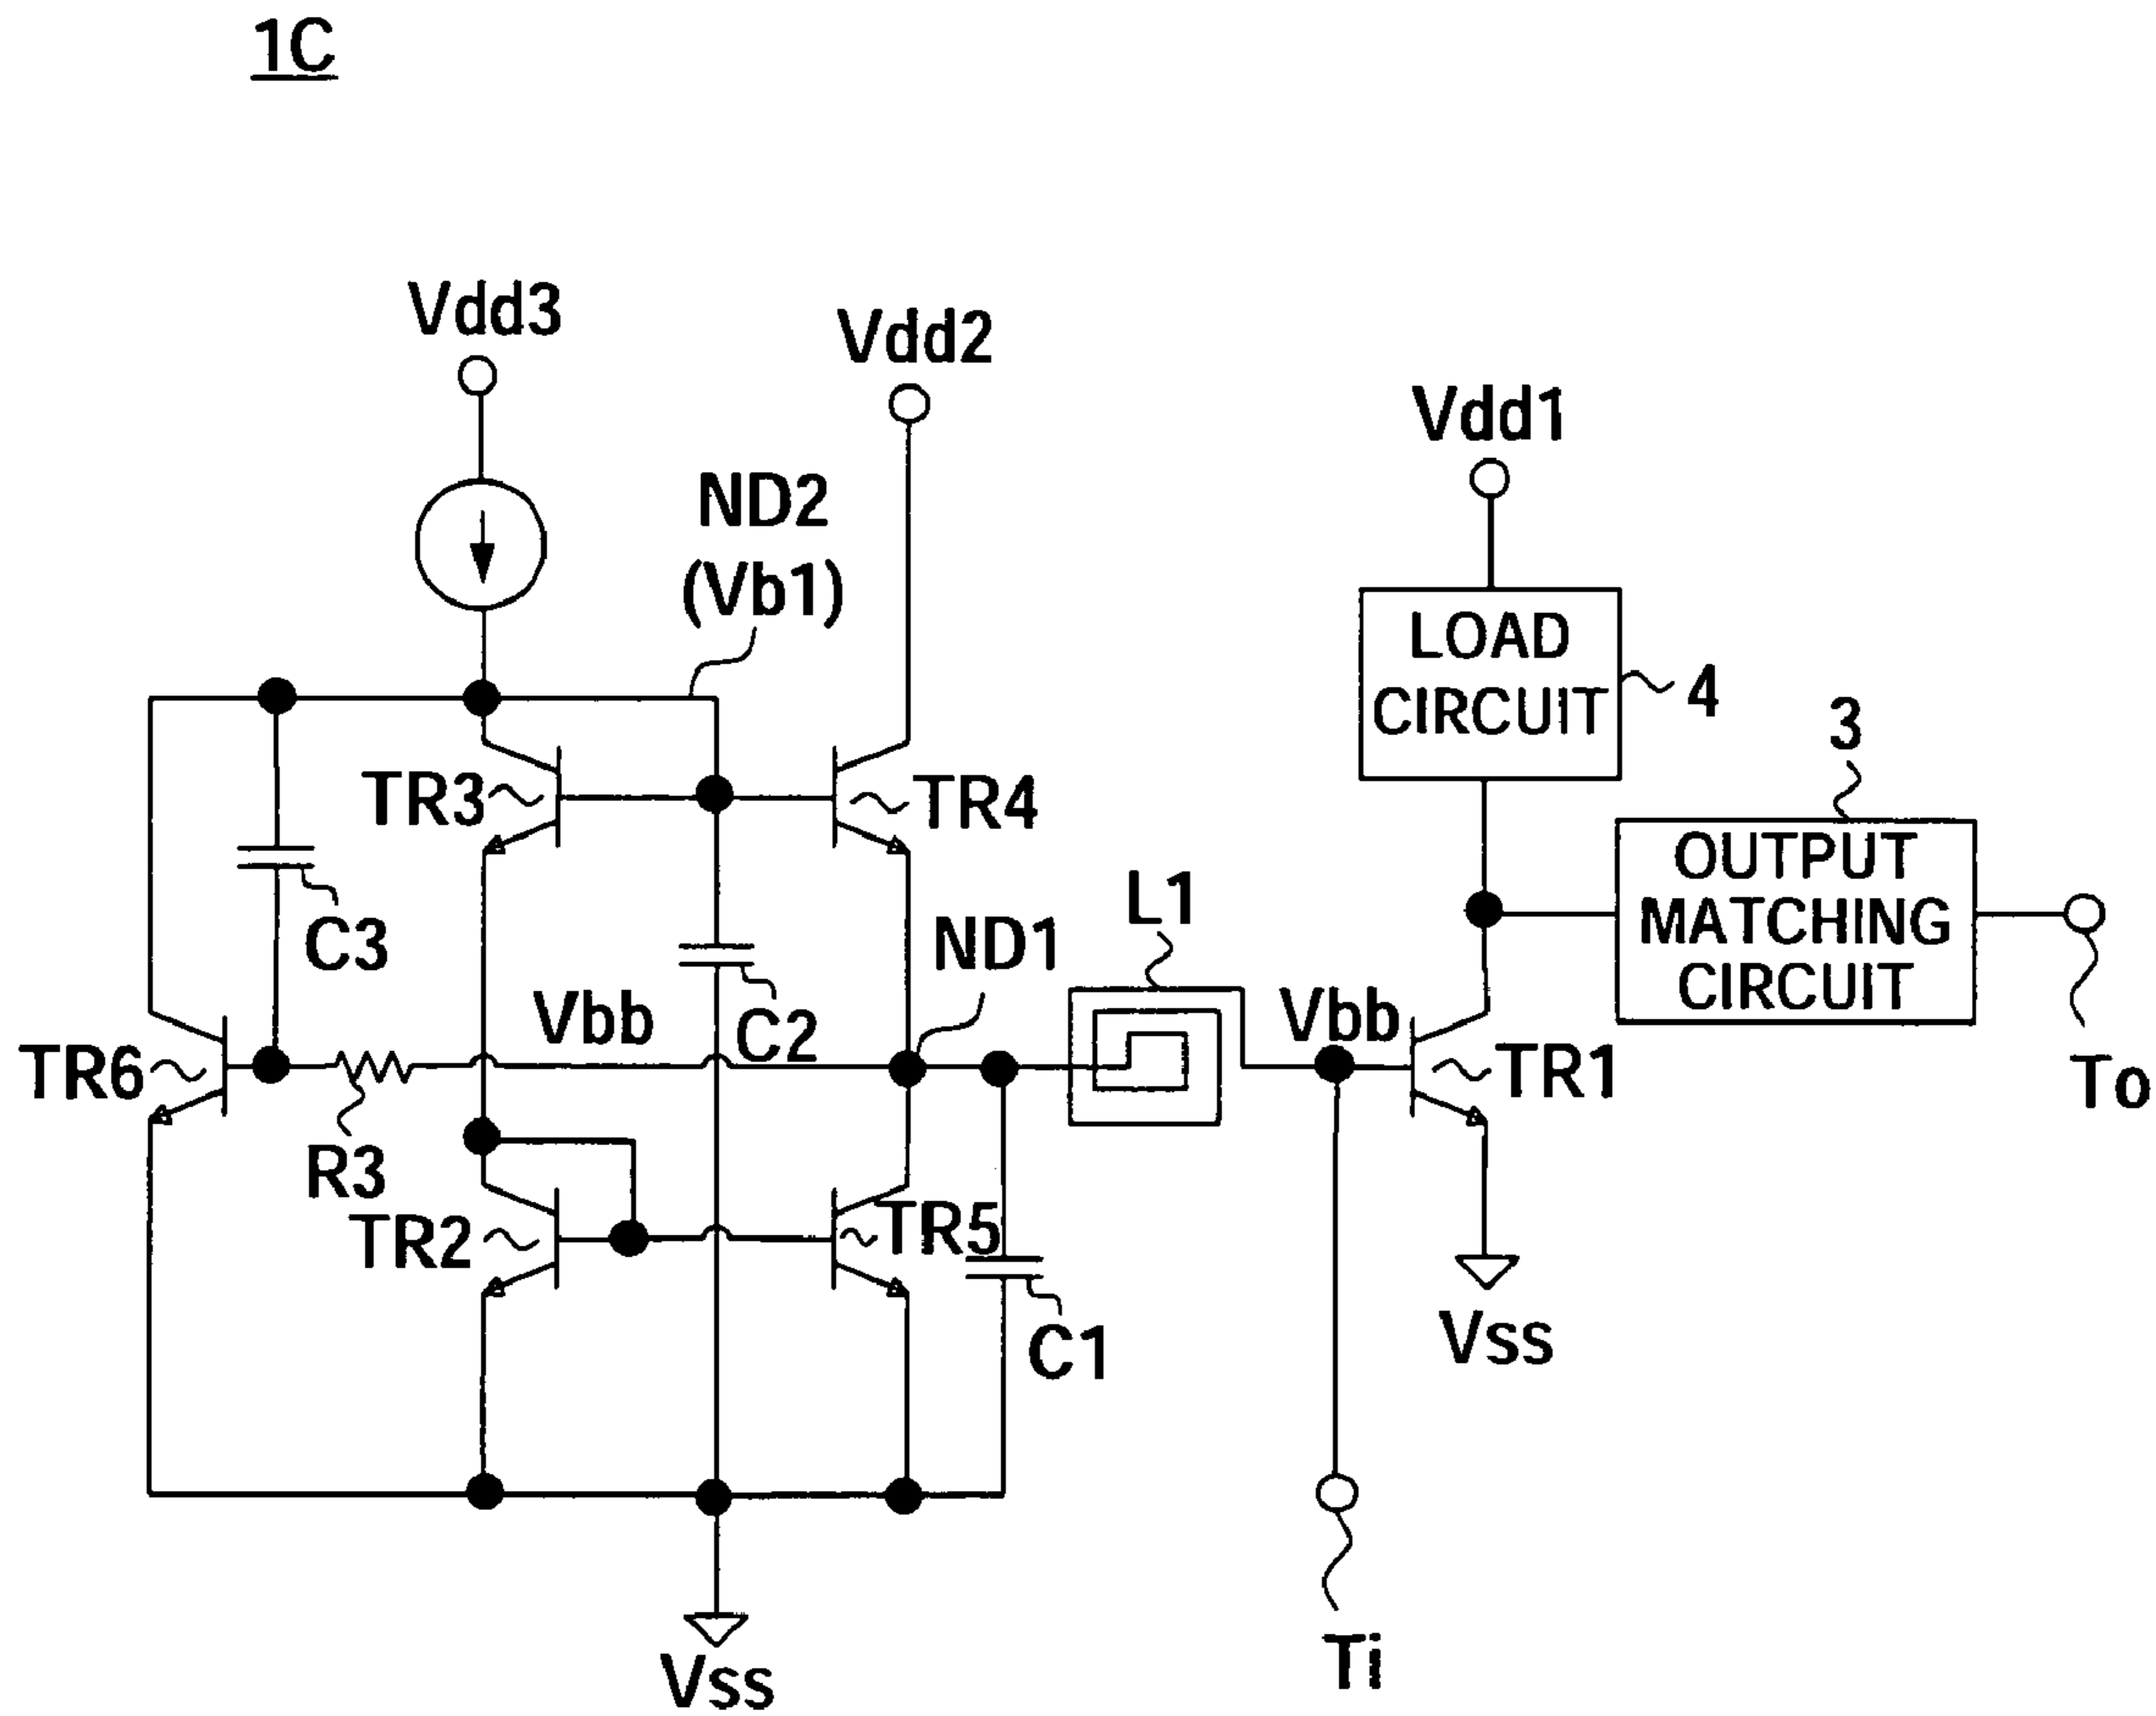 1C
Vdd3
Vdd2
Vdd1
ND2
(Vb1)
LOAD
CIRCUIT
4
3
TR3
TR4
OUTPUT
MATCHING
CIRCUIT
C3
L1
ND1
Vbb
C2
Vbb
TR6
TR1
To
R3
TR2
TR5
C1
Vss
Ti
Vss